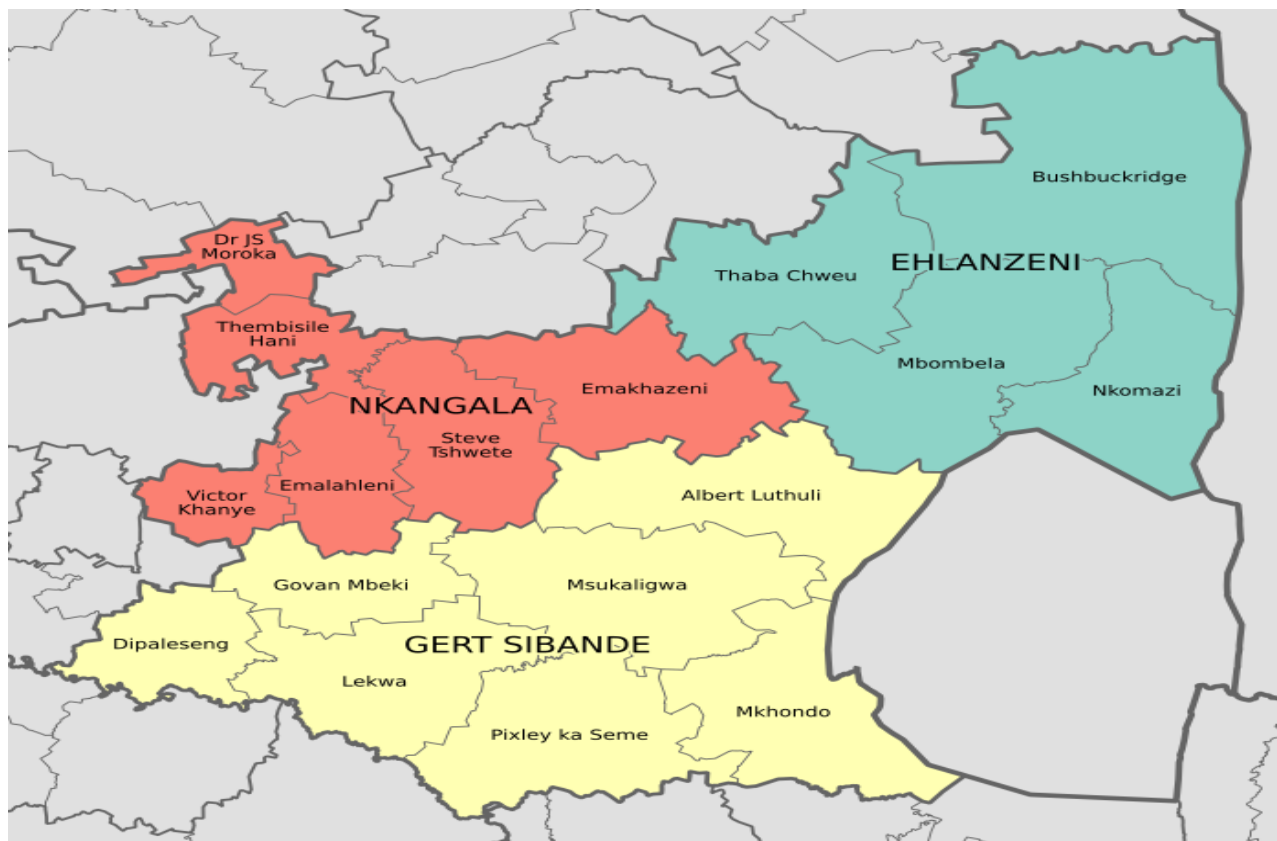 Bushbuckridge
Dr JS
Moroka
EHLANZENI
Thaba Chweu
Thembisile
Hani
Mbombela
Emakhazeni
Nkomazi
NKANGALA
Steve
Tshwete
Emalahleni
Victor
Khanye
Albert Luthuli
Govan Mbeki
Msukaligwa
Dipaleseng
GERT SIBANDE
Lekwa
Mkhondo
Pixley ka Seme